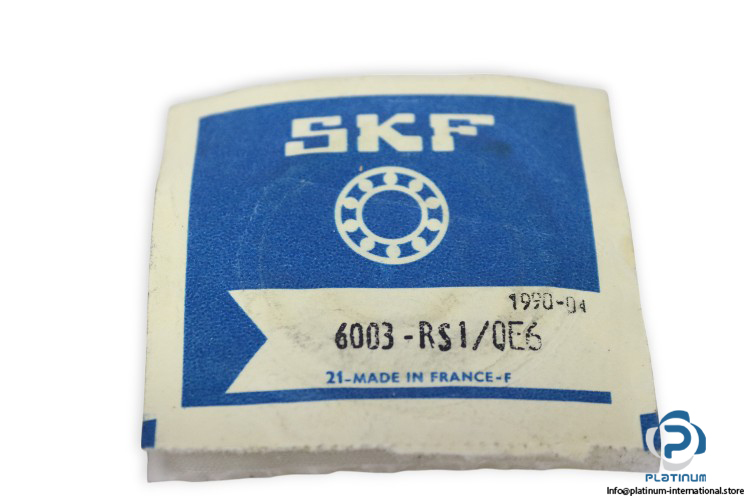 SKF
1990-04
6003-RS1/QE6
21-MADE IN FRANCE-F
PLATINUM
Info@platinum-international.store